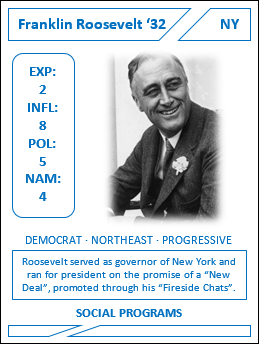 Franklin Roosevelt ‘32 NY
EXP:
2
INFL:
8
POL:
5
NAM:
4
DEMOCRAT · NORTHEAST · PROGRESSIVE
Roosevelt served as governor of New York and
ran for president on the promise of a “New
Deal”, promoted through his “Fireside Chats”.
SOCIAL PROGRAMS